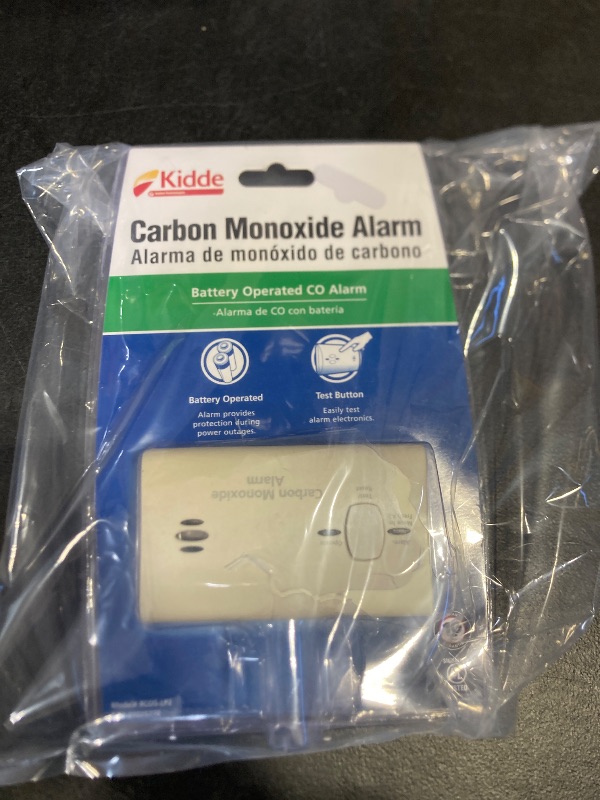 Kidde
Carbon Monoxide Alarm
Alarma de monóxido de carbono
Battery Operated CO Alarm
-Alarma de CO con batería
Battery Operated
Alarm provides
protection during
power outages.
Test Button
Easily test
alarm electronics.
Carbon Monoxide
Alarm